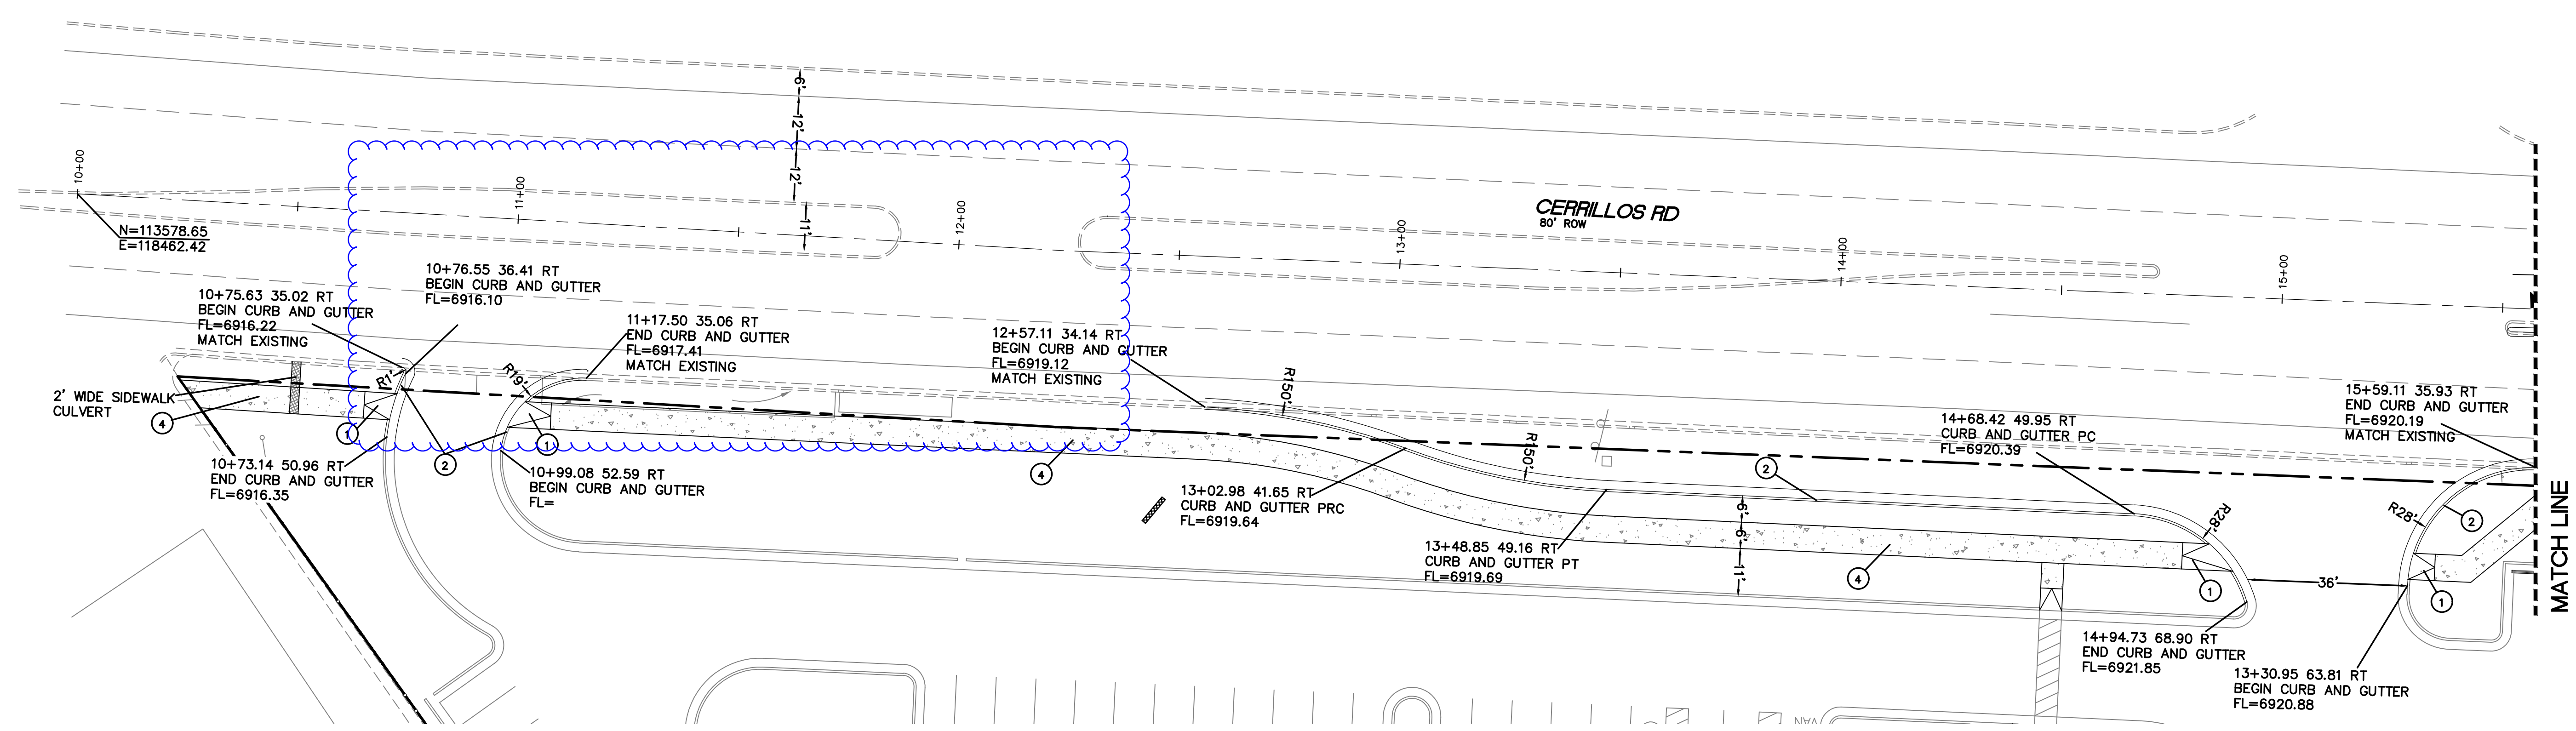 6'
12'
12'
11'
10+00
11+00
12+00
13+00
14+00
15+00
CERRILLOS RD
80' ROW
N=113578.65
E=118462.42
10+76.55 36.41 RT
BEGIN CURB AND GUTTER
FL=6916.10
10+75.63 35.02 RT
BEGIN CURB AND GUTTER
FL=6916.22
MATCH EXISTING
11+17.50 35.06 RT
END CURB AND GUTTER
FL=6917.41
MATCH EXISTING
12+57.11 34.14 RT
BEGIN CURB AND GUTTER
FL=6919.12
MATCH EXISTING
R1'
R19'
R150'
R150'
2' WIDE SIDEWALK
CULVERT
4
1
2
1
10+73.14 50.96 RT
END CURB AND GUTTER
FL=6916.35
10+99.08 52.59 RT
BEGIN CURB AND GUTTER
FL=
4
13+02.98 41.65 RT
CURB AND GUTTER PRC
FL=6919.64
13+48.85 49.16 RT
CURB AND GUTTER PT
FL=6919.69
2
6'
6'
11'
4
14+68.42 49.95 RT
CURB AND GUTTER PC
FL=6920.39
R28'
1
36'
15+59.11 35.93 RT
END CURB AND GUTTER
FL=6920.19
MATCH EXISTING
R28'
2
1
14+94.73 68.90 RT
END CURB AND GUTTER
FL=6921.85
13+30.95 63.81 RT
BEGIN CURB AND GUTTER
FL=6920.88
MATCH LINE
VAN